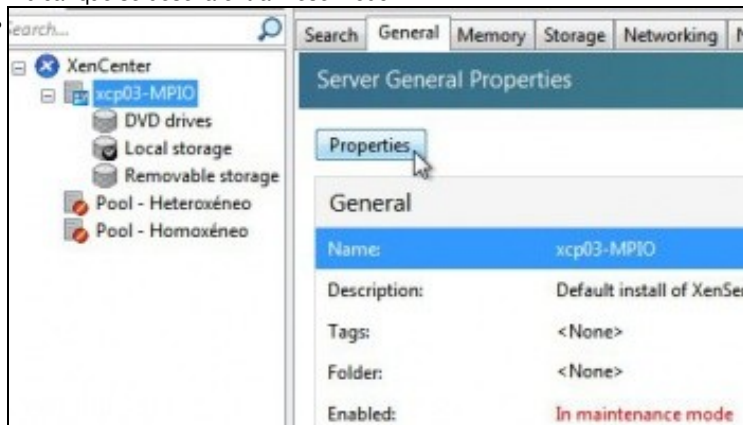 Search...
XenCenter
xcp03-MPIO
DVD drives
Local storage
Removable storage
Pool - Heteroxéneo
Pool - Homoxéneo
Search General Memory Storage Networking
Server General Properties
Properties
General
Name: xcp03-MPIO
Description: Default install of XenSer
Tags: <None>
Folder: <None>
Enabled: In maintenance mode